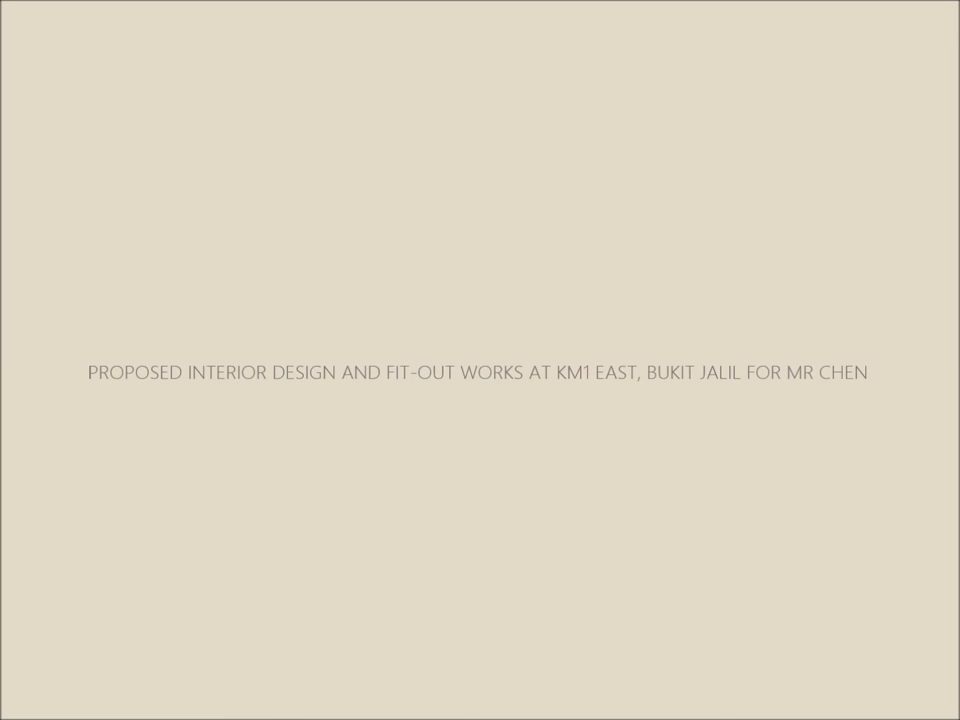 PROPOSED INTERIOR DESIGN AND FIT-OUT WORKS AT KM1 EAST, BUKIT JALIL FOR MR CHEN